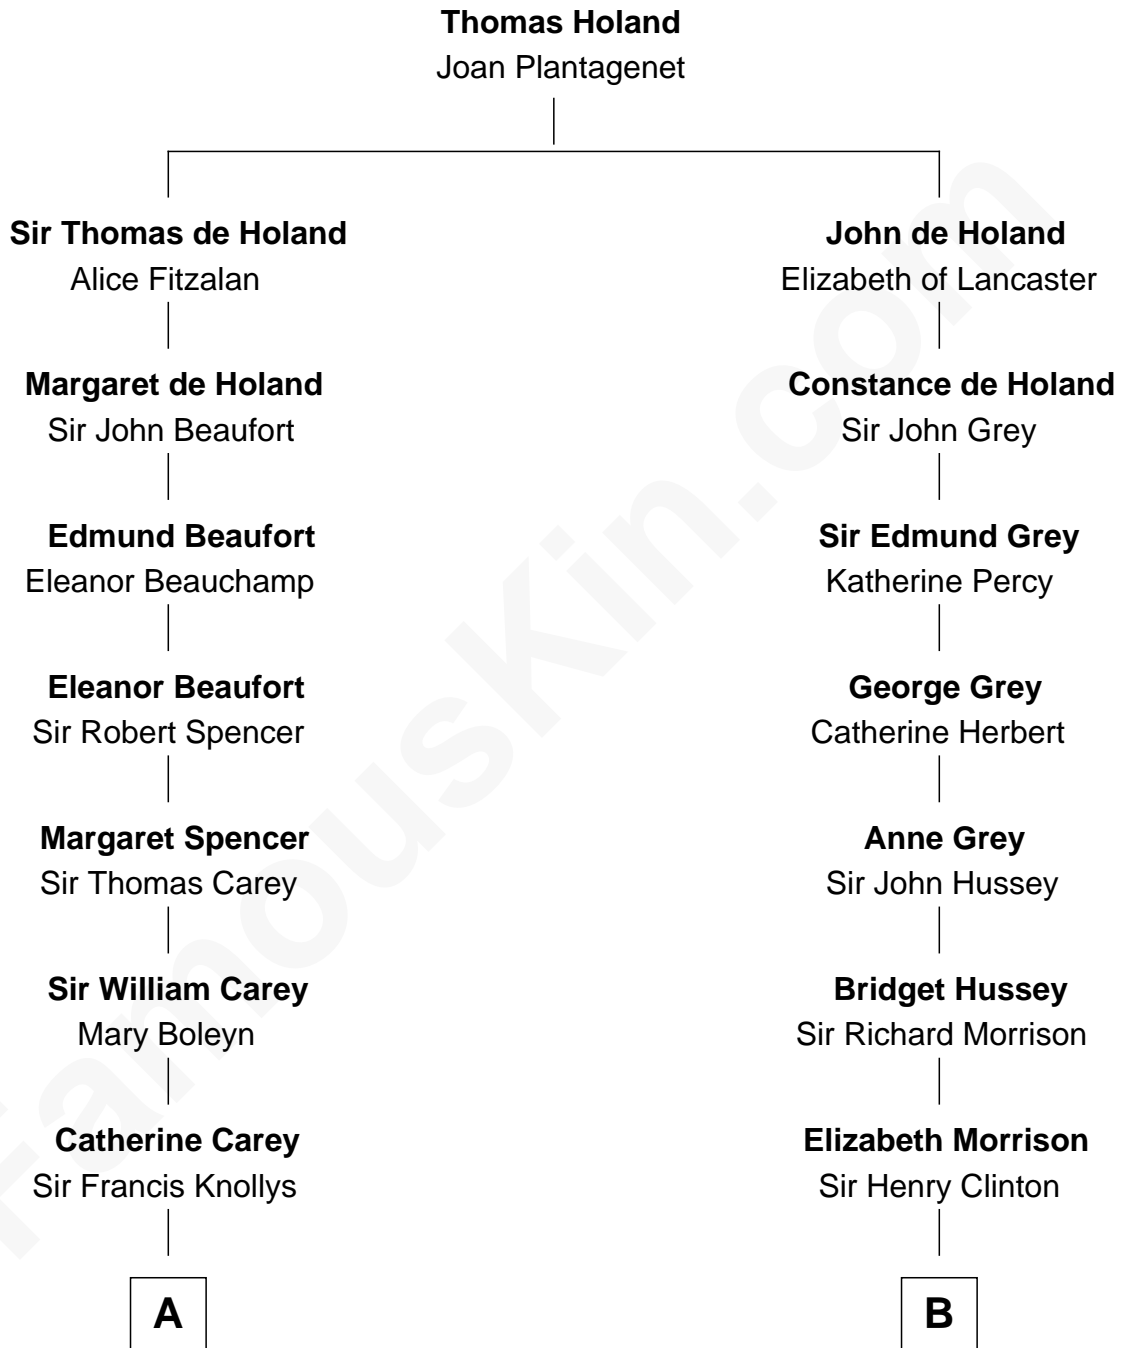 Thomas Holand
Joan Plantagenet
Sir Thomas de Holand
Alice Fitzalan
John de Holand
Elizabeth of Lancaster
Margaret de Holand
Sir John Beaufort
Constance de Holand
Sir John Grey
Edmund Beaufort
Eleanor Beauchamp
Sir Edmund Grey
Katherine Percy
Eleanor Beaufort
Sir Robert Spencer
George Grey
Catherine Herbert
Margaret Spencer
Sir Thomas Carey
Anne Grey
Sir John Hussey
Sir William Carey
Mary Boleyn
Bridget Hussey
Sir Richard Morrison
Catherine Carey
Sir Francis Knollys
Elizabeth Morrison
Sir Henry Clinton
A
B
FamousKin.com